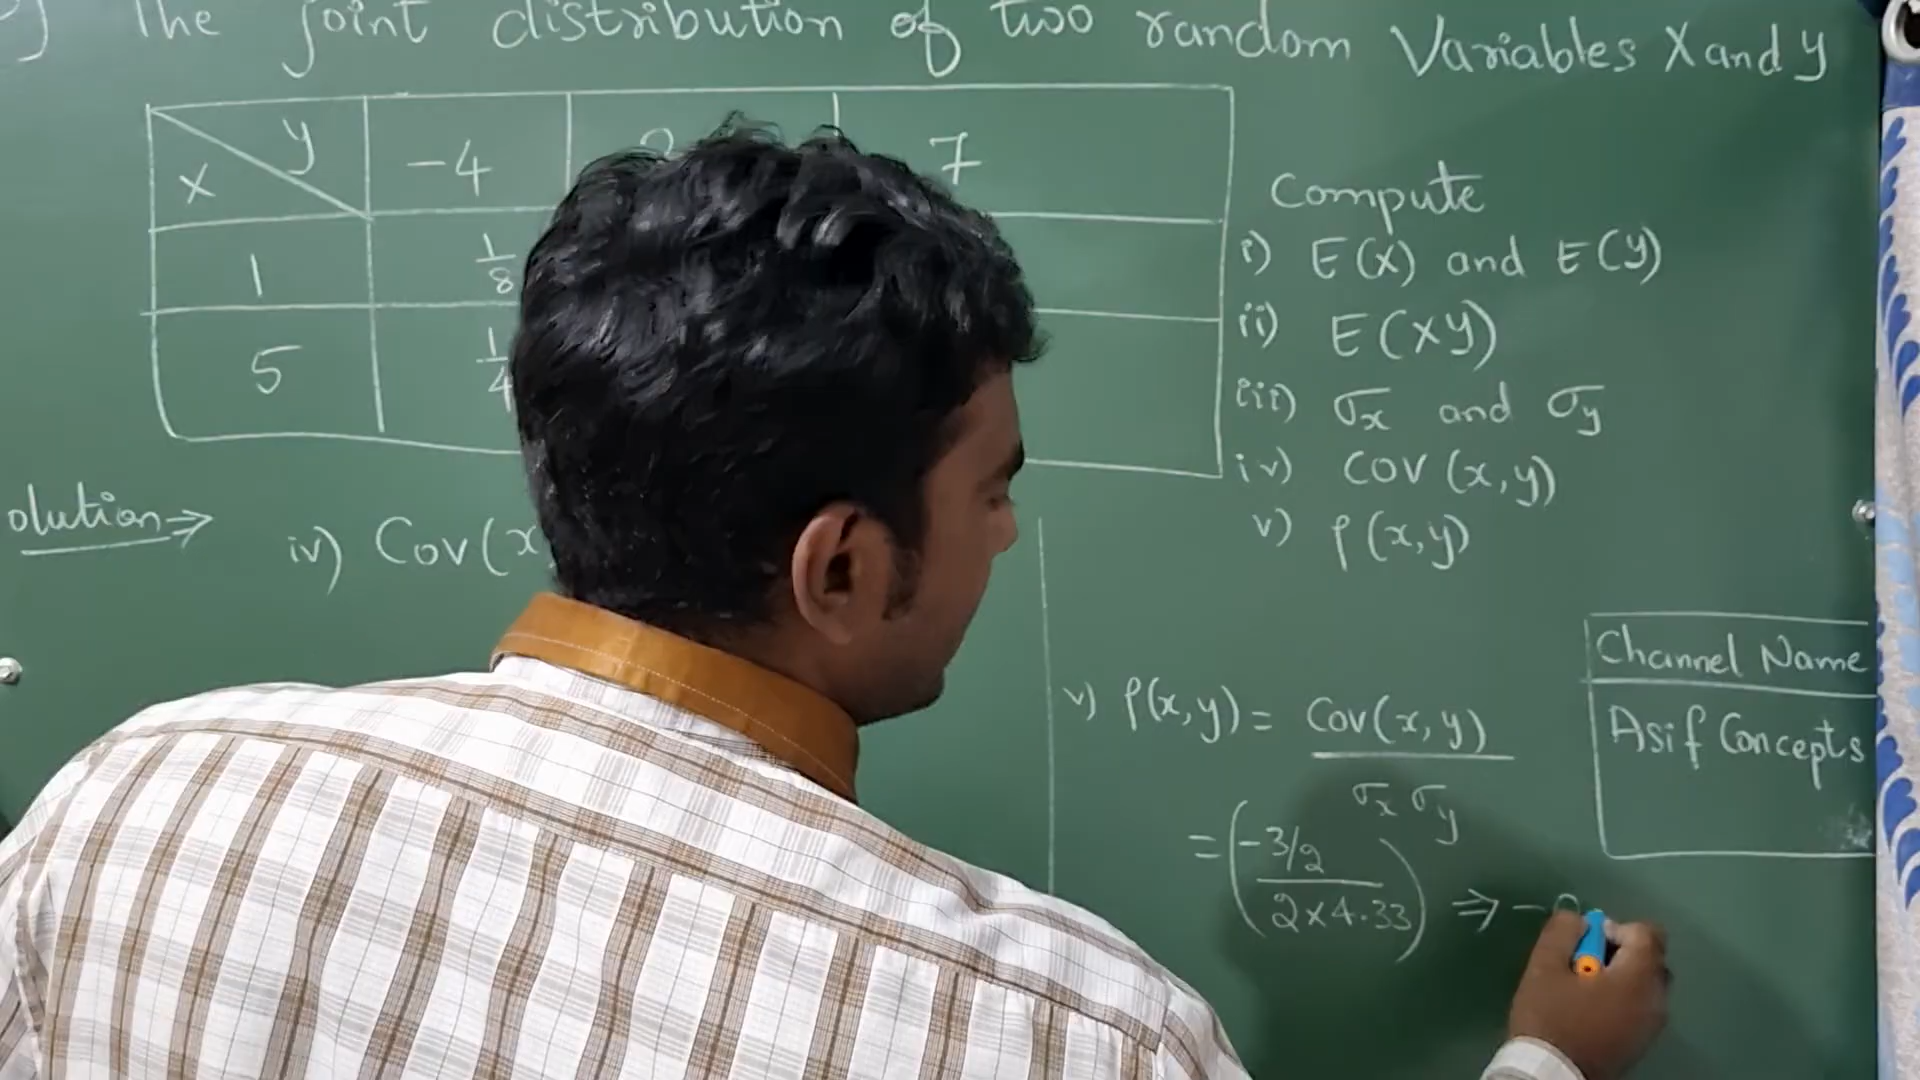 The joint distribution of two random Variables X and y
y
x
-4
7
1
1/8
5
1/4
Compute
i) E(X) and E(y)
ii) E(XY)
iii) σx and σy
iv) COV (x,y)
v) ρ(x,y)
olution→
iv) Cov(x
v) ρ(x,y) = Cov(x,y) / σx σy
= (-3/2 / 2×4.33) ⇒ -0
Channel Name
Asif Concepts